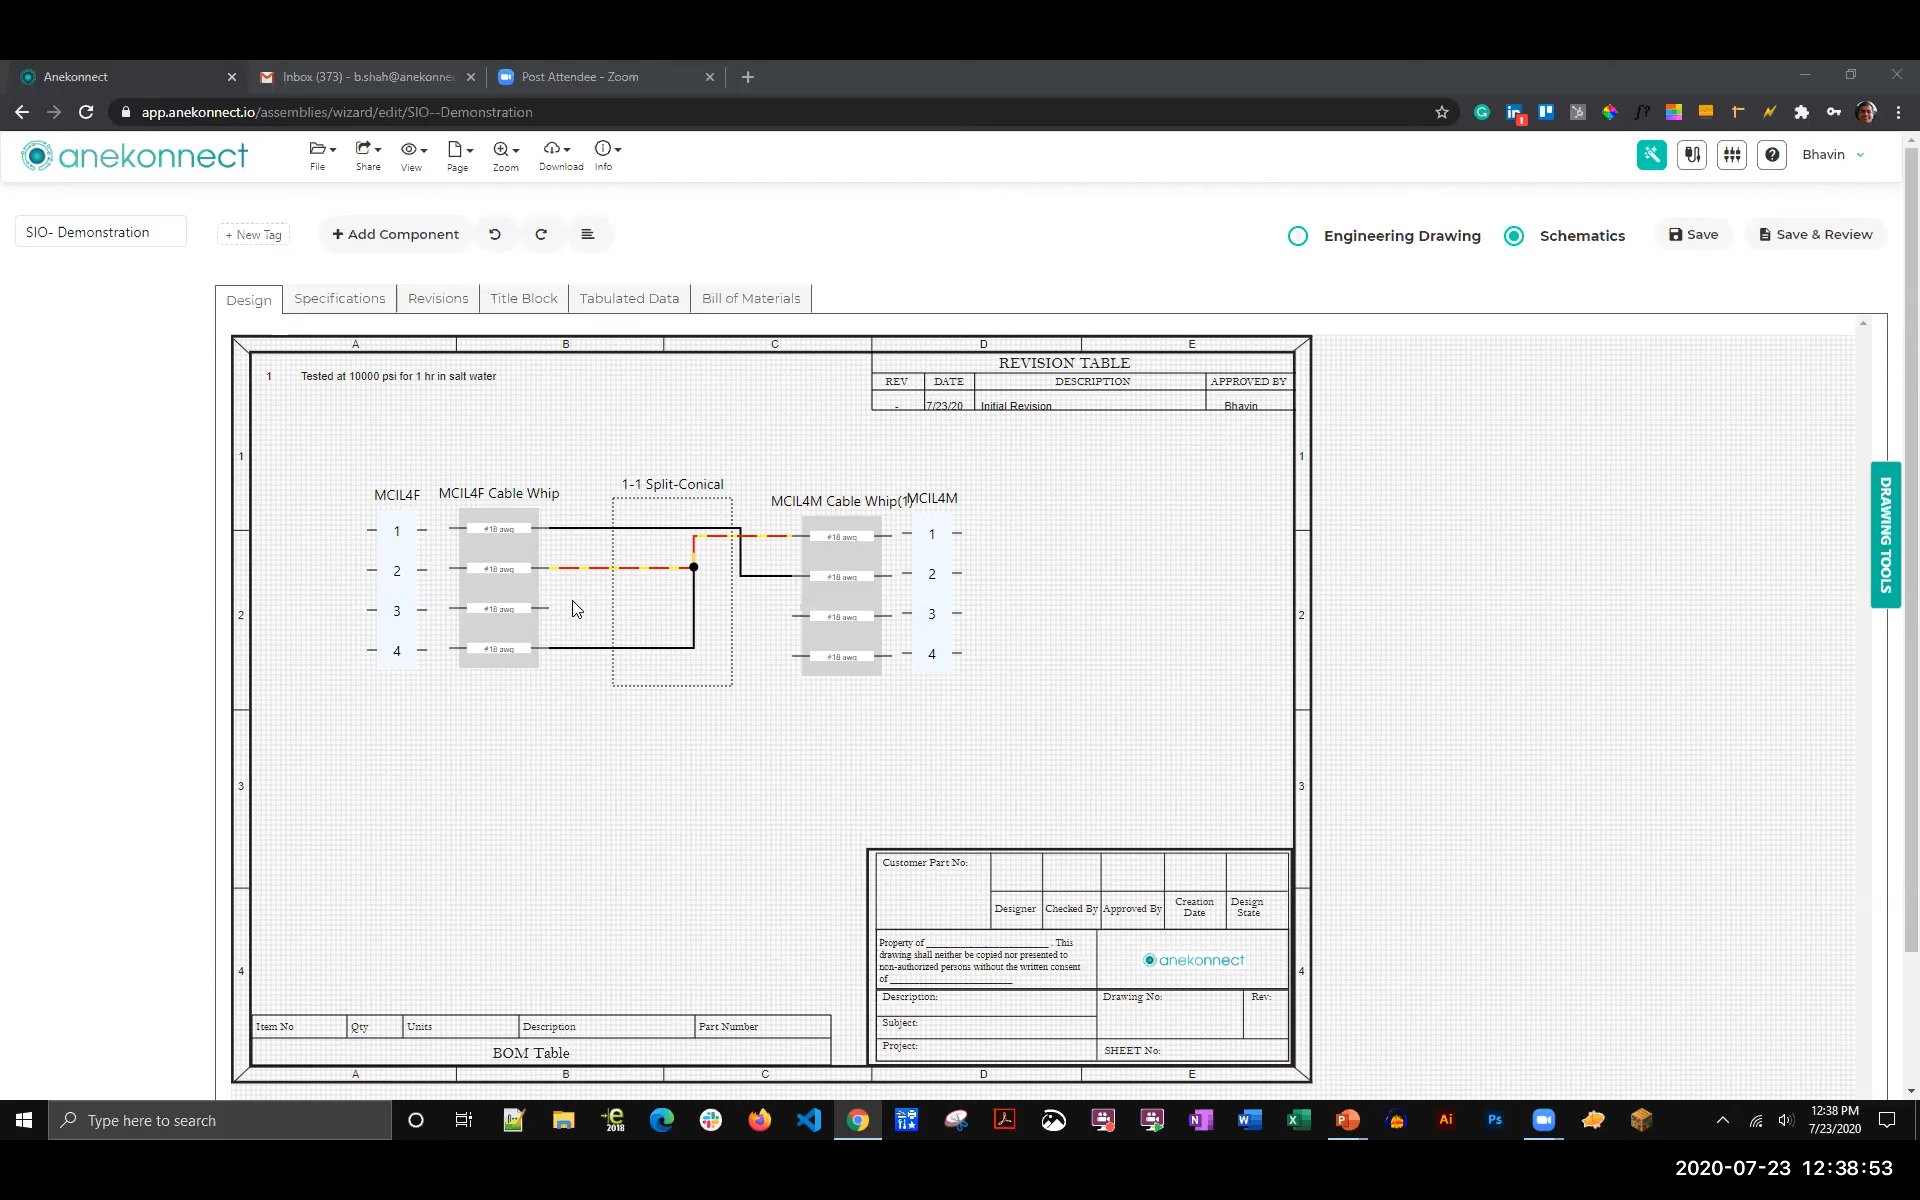 Anekonnect
Inbox (373) - b.shah@anekonnec
Post Attendee - Zoom
app.anekonnect.io/assemblies/wizard/edit/SIO--Demonstration
anekonnect
File
Share
View
Page
Zoom
Download
Info
Bhavin
SIO- Demonstration
+ New Tag
+ Add Component
Engineering Drawing
Schematics
Save
Save & Review
Design
Specifications
Revisions
Title Block
Tabulated Data
Bill of Materials
A B C D E
REVISION TABLE
REV DATE DESCRIPTION APPROVED BY
- 7/23/20 Initial Revision Bhavin
1 Tested at 10000 psi for 1 hr in salt water
1 1
MCIL4F
MCIL4F Cable Whip
1-1 Split-Conical
MCIL4M Cable Whip(1)
MCIL4M
1 #18 awg #18 awg 1
2 #18 awg #18 awg 2
3 #18 awg #18 awg 3
4 #18 awg #18 awg 4
2 2
3 3
4 4
DRAWING TOOLS
Customer Part No:
Designer
Checked By
Approved By
Creation
Date
Design
State
Property of ________________________ . This
drawing shall neither be copied nor presented to
non-authorized persons without the written consent
of ________________________
anekonnect
Description:
Drawing No:
Rev:
Subject:
Project:
SHEET No:
Item No Qty Units Description Part Number
BOM Table
A B C D E
Type here to search
2018
Ai
Ps
12:38 PM
7/23/2020
2020-07-23 12:38:53